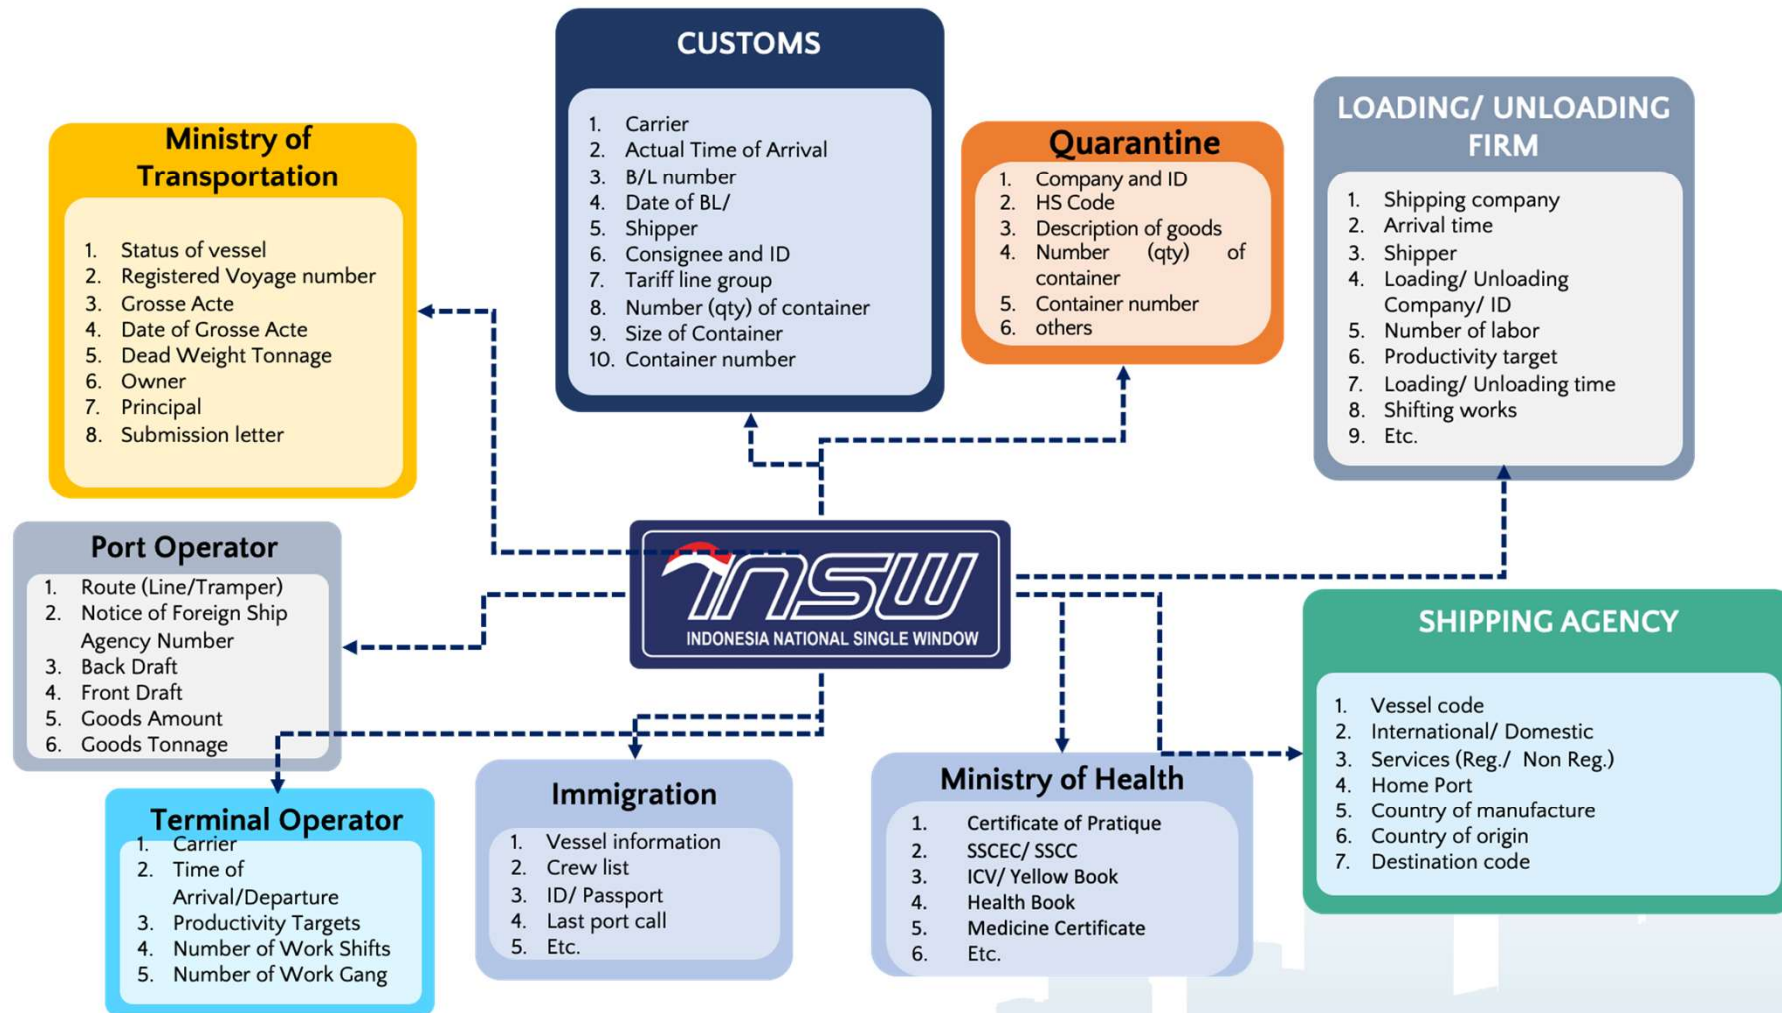 CUSTOMS
1. Carrier
2. Actual Time of Arrival
3. B/L number
4. Date of BL/
5. Shipper
6. Consignee and ID
7. Tariff line group
8. Number (qty) of container
9. Size of Container
10. Container number
Ministry of
Transportation
1. Status of vessel
2. Registered Voyage number
3. Grosse Acte
4. Date of Grosse Acte
5. Dead Weight Tonnage
6. Owner
7. Principal
8. Submission letter
Quarantine
1. Company and ID
2. HS Code
3. Description of goods
4. Number (qty) of
container
5. Container number
6. others
LOADING/ UNLOADING
FIRM
1. Shipping company
2. Arrival time
3. Shipper
4. Loading/ Unloading
Company/ ID
5. Number of labor
6. Productivity target
7. Loading/ Unloading time
8. Shifting works
9. Etc.
Port Operator
1. Route (Line/Tramper)
2. Notice of Foreign Ship
Agency Number
3. Back Draft
4. Front Draft
5. Goods Amount
6. Goods Tonnage
INSW
INDONESIA NATIONAL SINGLE WINDOW
SHIPPING AGENCY
1. Vessel code
2. International/ Domestic
3. Services (Reg./ Non Reg.)
4. Home Port
5. Country of manufacture
6. Country of origin
7. Destination code
Terminal Operator
1. Carrier
2. Time of
Arrival/Departure
3. Productivity Targets
4. Number of Work Shifts
5. Number of Work Gang
Immigration
1. Vessel information
2. Crew list
3. ID/ Passport
4. Last port call
5. Etc.
Ministry of Health
1. Certificate of Pratique
2. SSCEC/ SSCC
3. ICV/ Yellow Book
4. Health Book
5. Medicine Certificate
6. Etc.